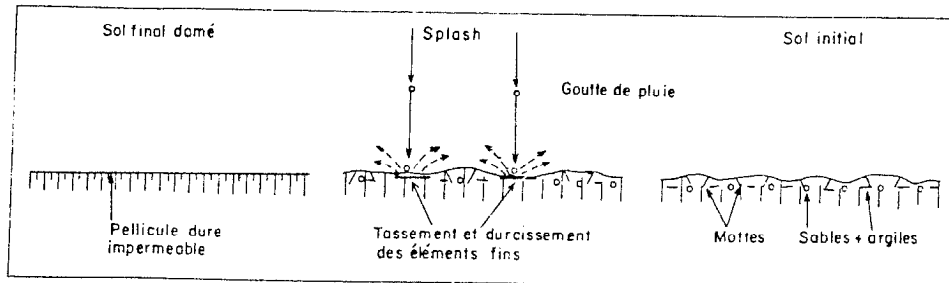 Sol final damé
Splash
Sol initial
Goutte de pluie
Pellicule dure
impermeable
Tassement et durcissement
des éléments fins
Mottes
Sables + argiles